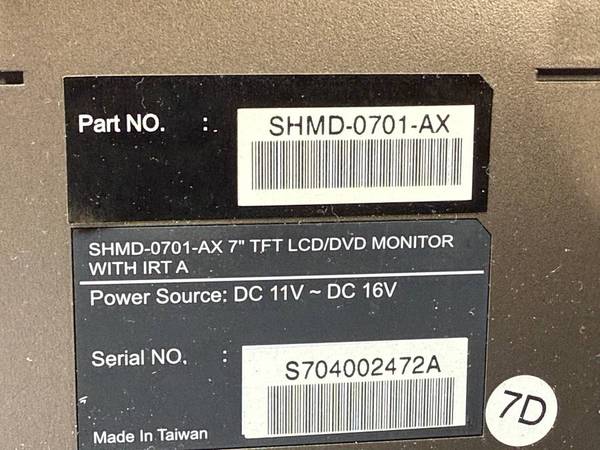 Part NO. : SHMD-0701-AX
SHMD-0701-AX 7" TFT LCD/DVD MONITOR
WITH IRT A
Power Source: DC 11V ~ DC 16V
Serial NO. : S704002472A
Made In Taiwan
7D